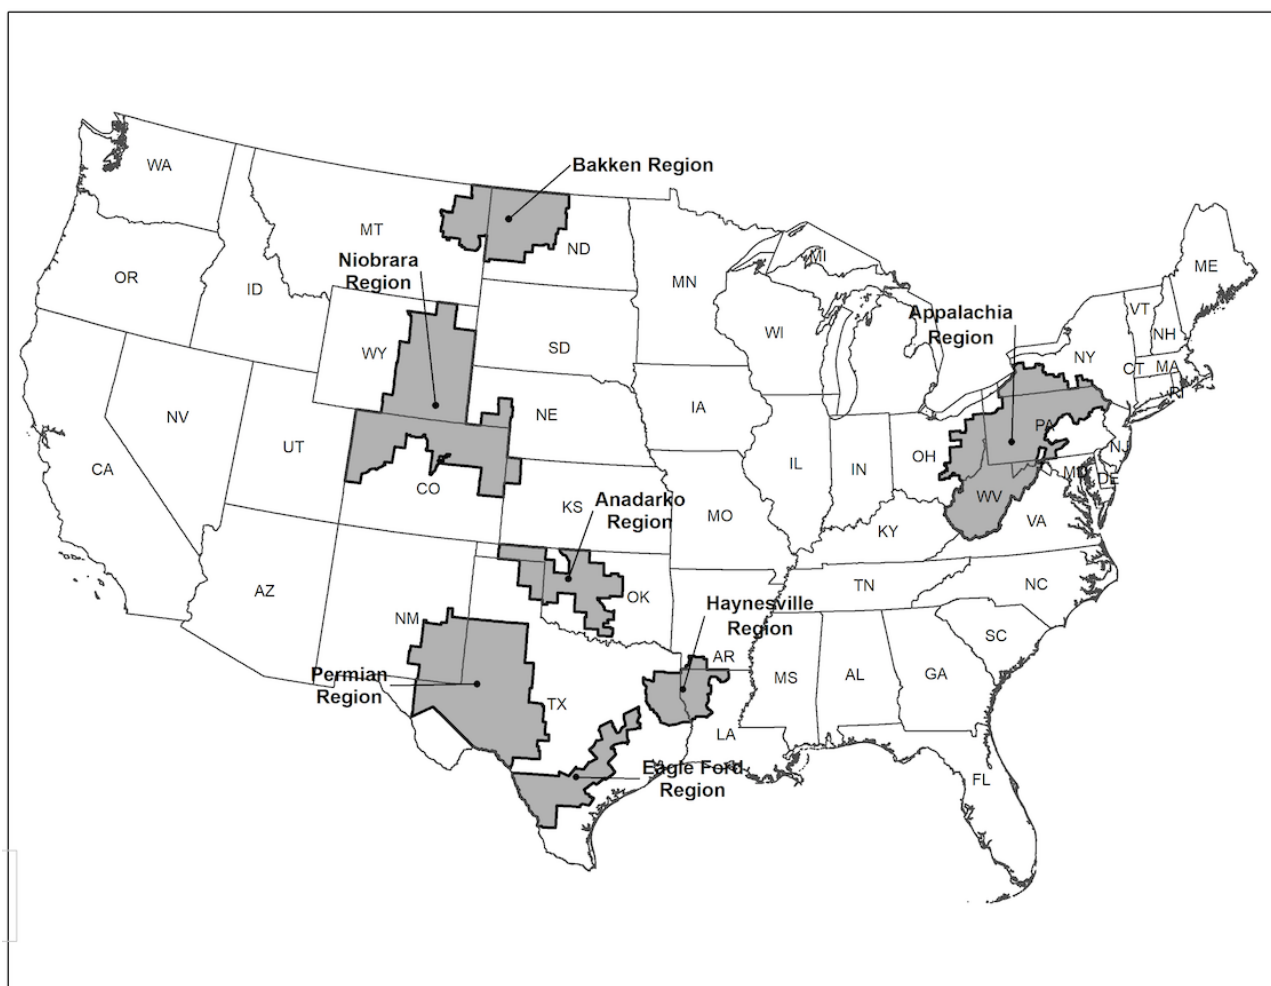 WA
Bakken Region
MT
ND
Niobrara
Region
OR
ID
MN
MI
ME
VT
NH
Appalachia
Region
WI
WY
SD
NY
CT
MA
RI
NV
UT
NE
IA
PA
NJ
CA
CO
IL
IN
OH
MD
DE
WV
KS
Anadarko
Region
MO
KY
VA
AZ
OK
TN
NC
NM
Haynesville
Region
SC
AR
Permian
Region
TX
MS
AL
GA
LA
Eagle Ford
Region
FL